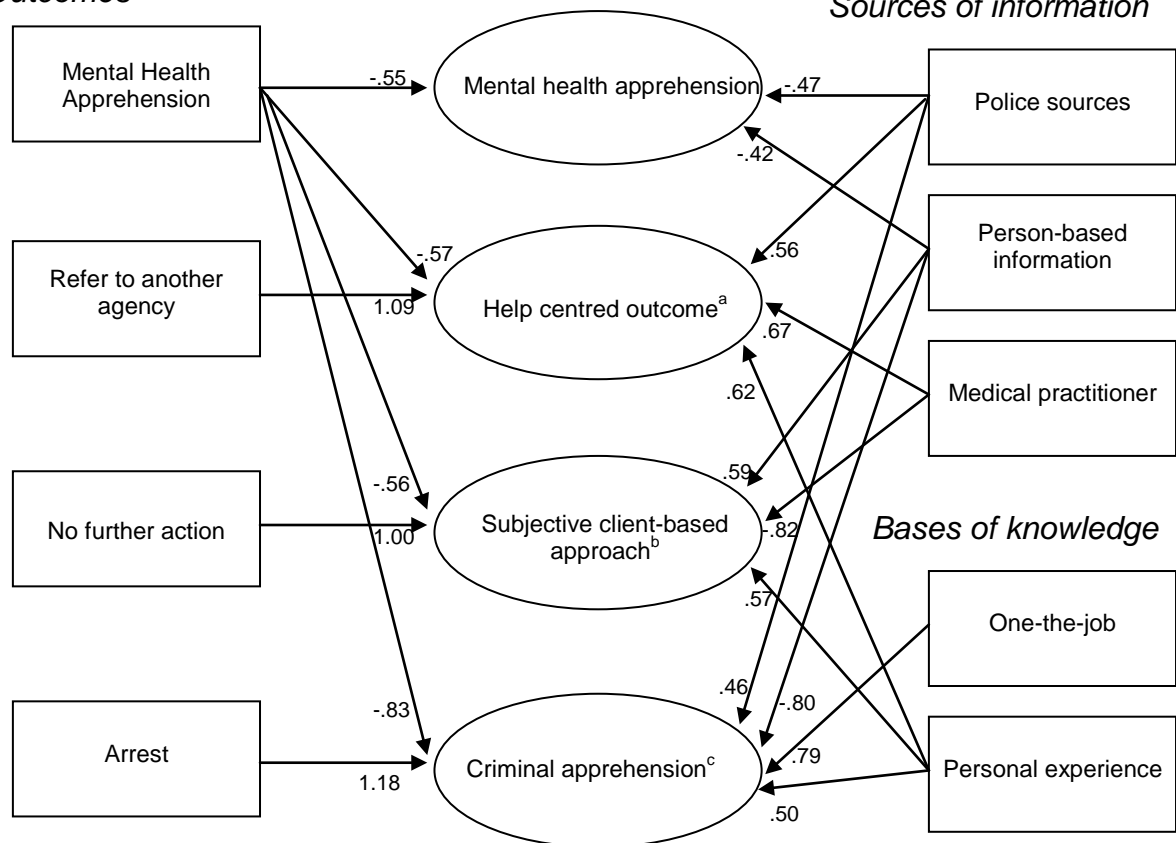 Sources of information
Mental Health
Apprehension
-.55
Mental health apprehension
-.47
Police sources
-.42
Refer to another
agency
-.57
1.09
Help centred outcomeᵃ
.56
.67
.62
Person-based
information
Medical practitioner
No further action
-.56
1.00
Subjective client-based
approachᵇ
.59
-.82
.57
Bases of knowledge
One-the-job
Arrest
-.83
1.18
Criminal apprehensionᶜ
.46
-.80
.79
.50
Personal experience